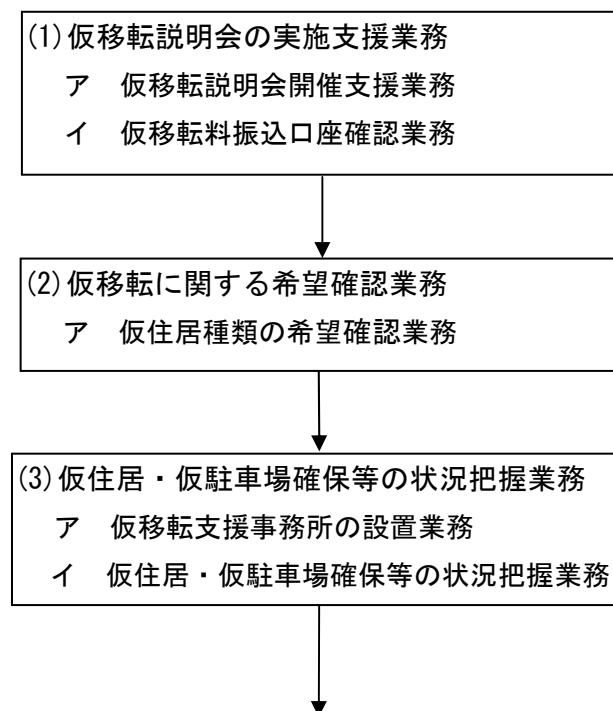 (1)仮移転説明会の実施支援業務
ア　仮移転説明会開催支援業務
イ　仮移転料振込口座確認業務
(2)仮移転に関する希望確認業務
ア　仮住居種類の希望確認業務
(3)仮住居・仮駐車場確保等の状況把握業務
ア　仮移転支援事務所の設置業務
イ　仮住居・仮駐車場確保等の状況把握業務